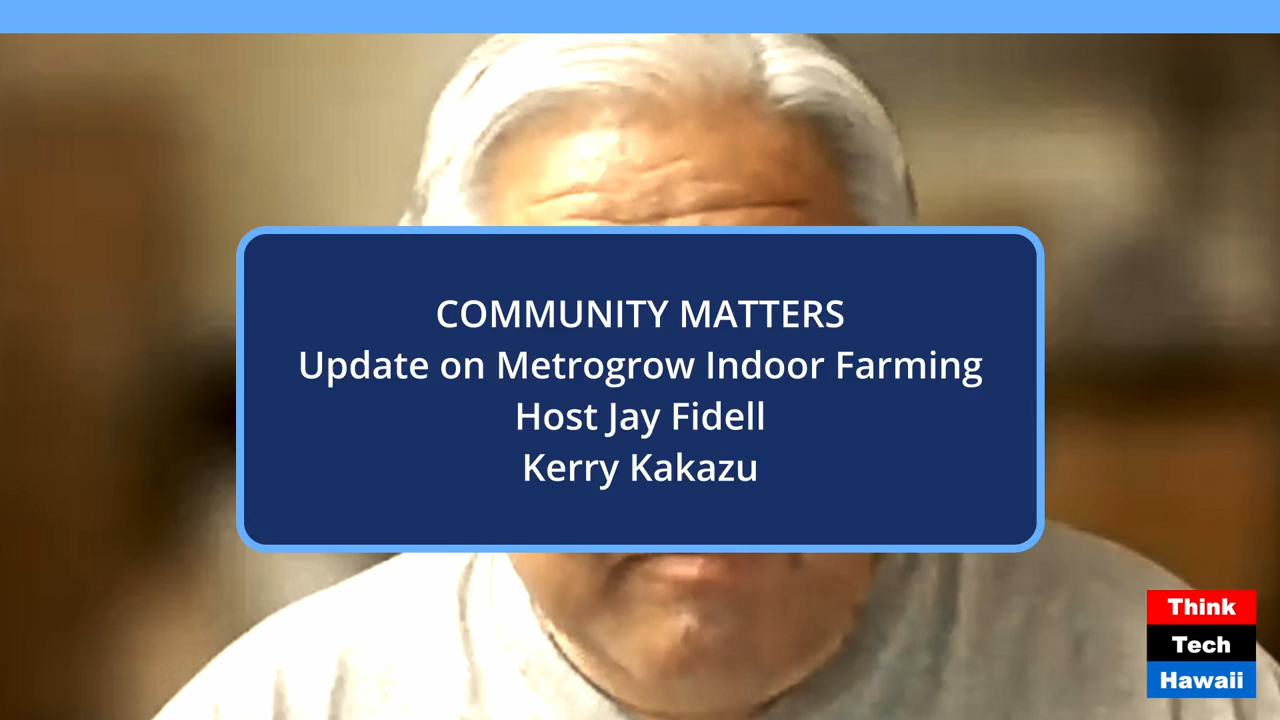 COMMUNITY MATTERS
Update on Metrogrow Indoor Farming
Host Jay Fidell
Kerry Kakazu
Think
Tech
Hawaii